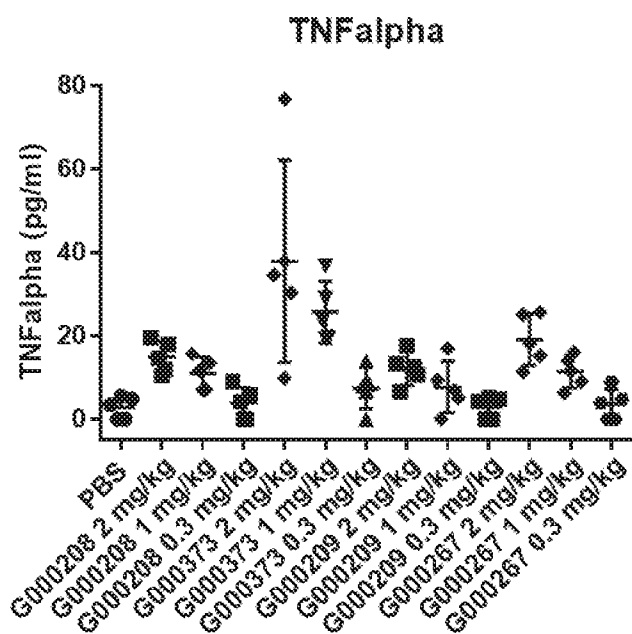 TNFalpha
TNFalpha (pg/ml)
80
60
40
20
0
PBS
G000208 2 mg/kg
G000208 1 mg/kg
G000208 0.3 mg/kg
G000373 2 mg/kg
G000373 1 mg/kg
G000373 0.3 mg/kg
G000209 2 mg/kg
G000209 1 mg/kg
G000209 0.3 mg/kg
G000267 2 mg/kg
G000267 1 mg/kg
G000267 0.3 mg/kg